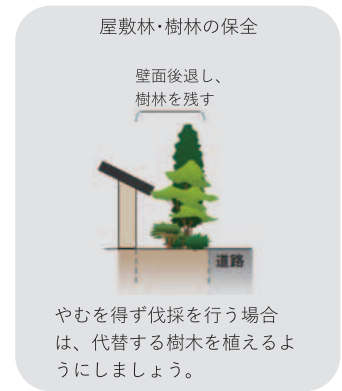 屋敷林・樹林の保全
壁面後退し、
樹林を残す
道路
やむを得ず伐採を行う場合
は、代替する樹木を植えるよ
うにしましょう。